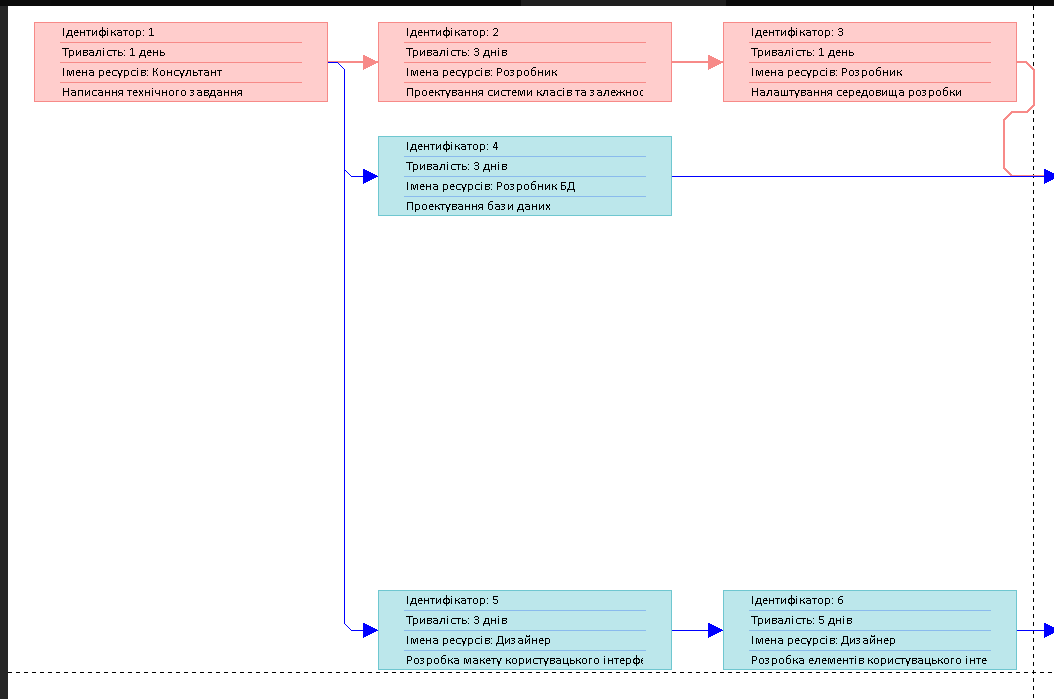 Ідентифікатор: 1
Тривалість: 1 день
Імена ресурсів: Консультант
Написання технічного завдання
Ідентифікатор: 2
Тривалість: 3 днів
Імена ресурсів: Розробник
Проектування системи класів та залежнос
Ідентифікатор: 3
Тривалість: 1 день
Імена ресурсів: Розробник
Налаштування середовища розробки
Ідентифікатор: 4
Тривалість: 3 днів
Імена ресурсів: Розробник БД
Проектування бази даних
Ідентифікатор: 5
Тривалість: 3 днів
Імена ресурсів: Дизайнер
Розробка макету користувацького інтерфе
Ідентифікатор: 6
Тривалість: 5 днів
Імена ресурсів: Дизайнер
Розробка елементів користувацького інте